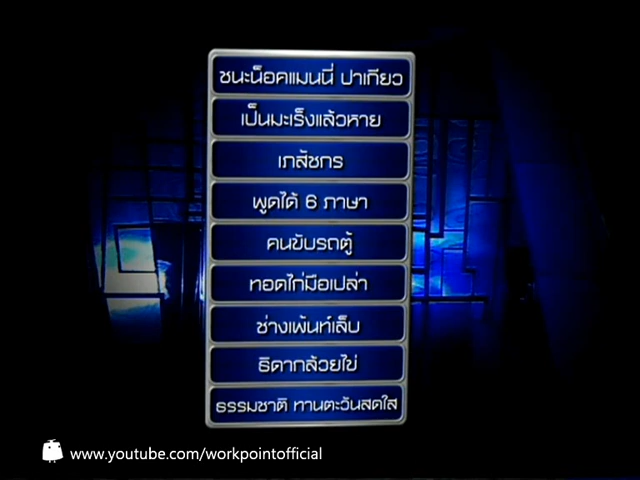 ชนะน็อคแมนนี่ ปาเกียว
เป็นมะเร็งแล้วหาย
เภสัชกร
พูดได้ 6 ภาษา
คนขับรถตู้
ทอดไก่มือเปล่า
ช่างเพ้นท์เล็บ
ธิดากล้วยไข่
ธรรมชาติ ทานตะวันสดใส
www.youtube.com/workpointofficial